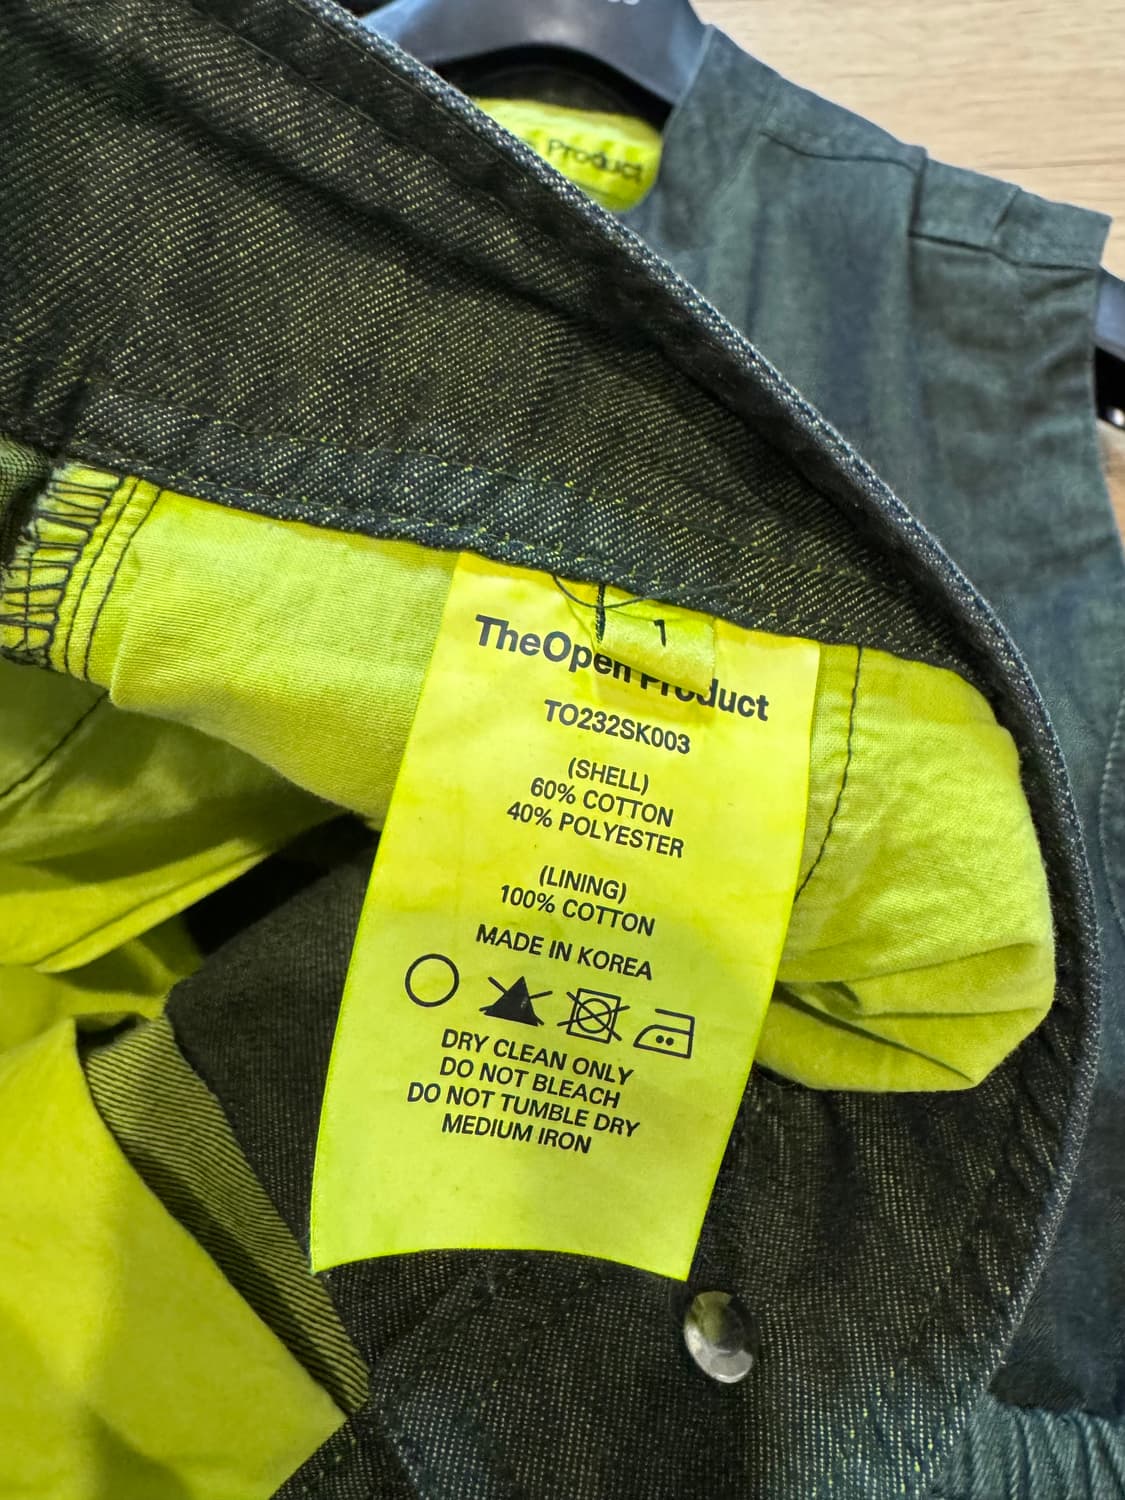 Product
1
TheOpen Product
TO232SK003
(SHELL)
60% COTTON
40% POLYESTER
(LINING)
100% COTTON
MADE IN KOREA
DRY CLEAN ONLY
DO NOT BLEACH
DO NOT TUMBLE DRY
MEDIUM IRON